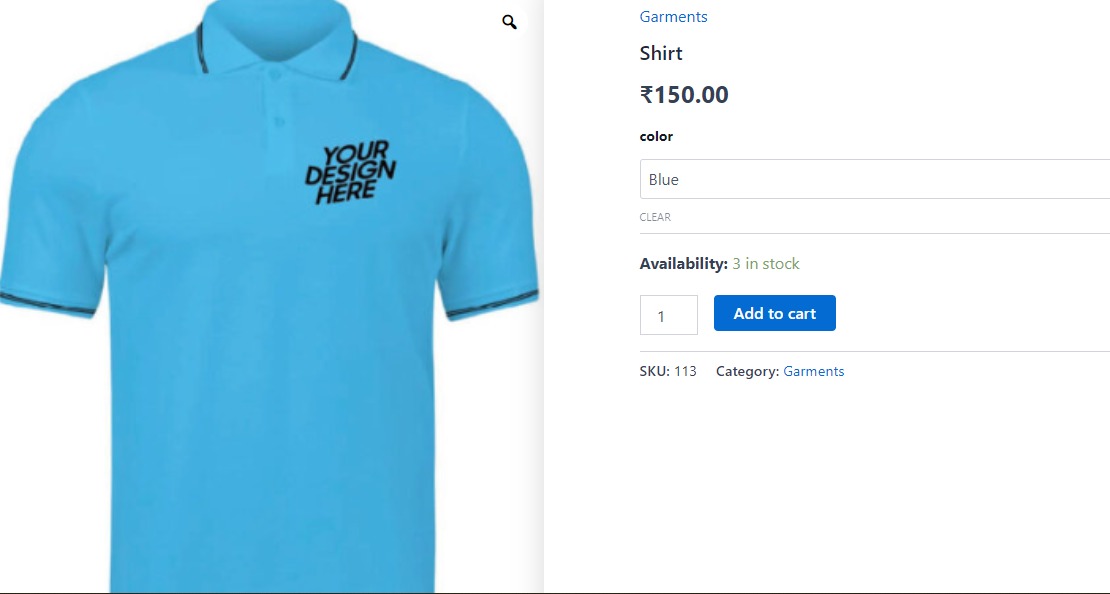 YOUR
DESIGN
HERE
Garments
Shirt
₹150.00
color
Blue
CLEAR
Availability: 3 in stock
1 Add to cart
SKU: 113 Category: Garments